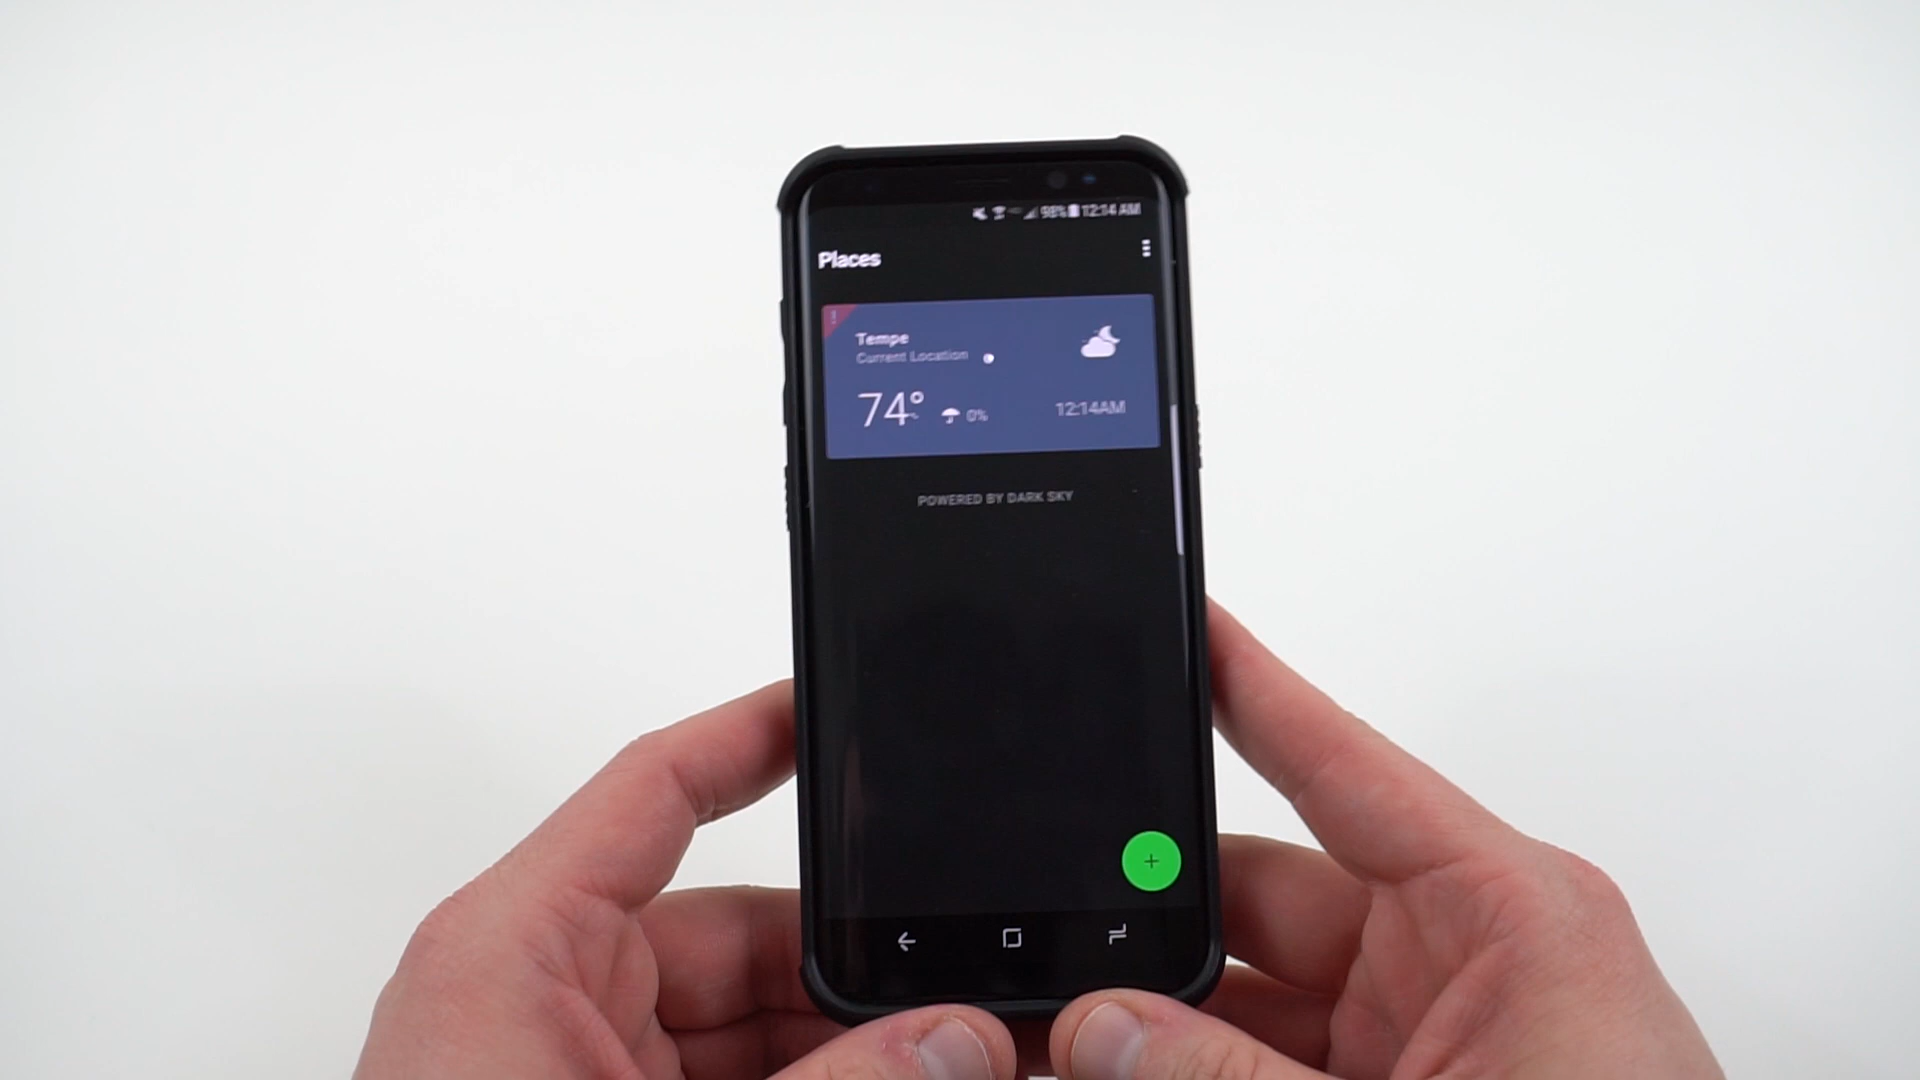 98% 12:14 AM
Places
Tempe
Current Location
74° 0% 12:14AM
POWERED BY DARK SKY